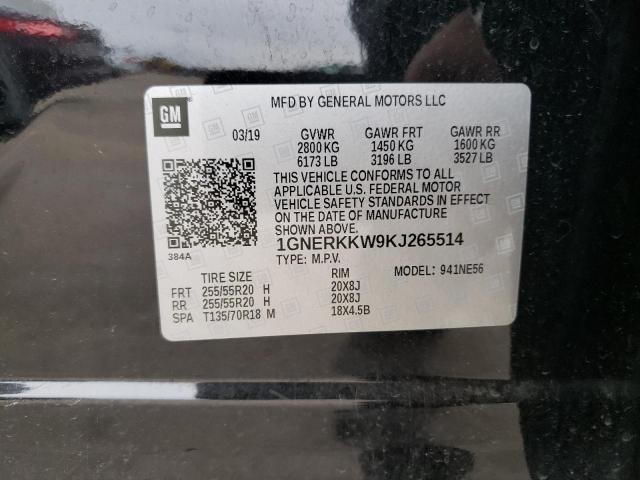 MFD BY GENERAL MOTORS LLC
GM
03/19 GVWR GAWR FRT GAWR RR
2800 KG 1450 KG 1600 KG
6173 LB 3196 LB 3527 LB
THIS VEHICLE CONFORMS TO ALL
APPLICABLE U.S. FEDERAL MOTOR
VEHICLE SAFETY STANDARDS IN EFFECT
ON THE DATE OF MANUFACTURE
SHOWN ABOVE.
1GNERKKW9KJ265514
384A
TYPE: M.P.V. MODEL: 941NE56
TIRE SIZE RIM
FRT 255/55R20 H 20X8J
RR 255/55R20 H 20X8J
SPA T135/70R18 M 18X4.5B